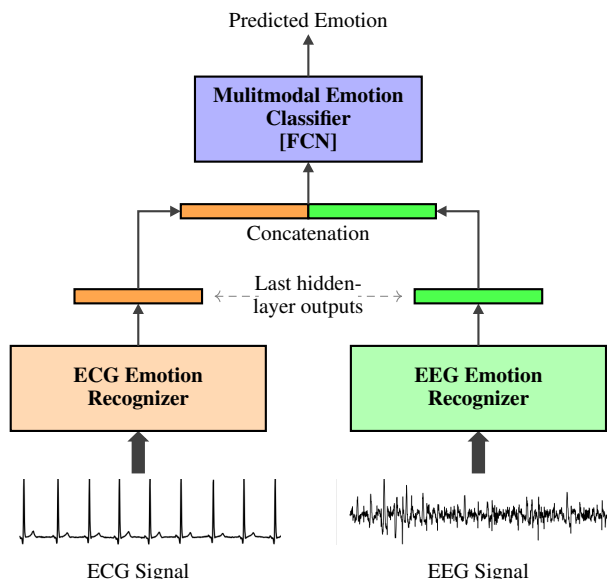 Predicted Emotion
Mulitmodal Emotion
Classifier
[FCN]
Concatenation
Last hidden-
layer outputs
ECG Emotion
Recognizer
EEG Emotion
Recognizer
ECG Signal
EEG Signal